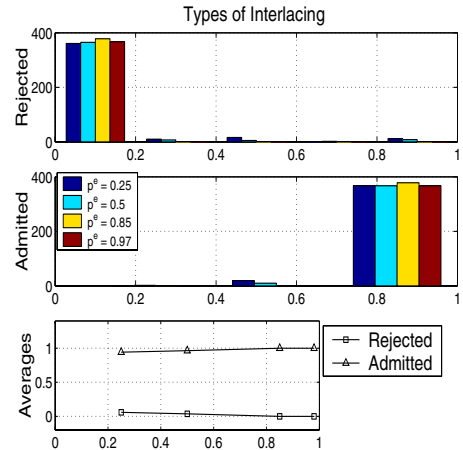 Types of Interlacing
400
200
0
Rejected
0 0.2 0.4 0.6 0.8 1
400
200
0
Admitted
p^e = 0.25
p^e = 0.5
p^e = 0.85
p^e = 0.97
0 0.2 0.4 0.6 0.8 1
1
0.5
0
Averages
Rejected
Admitted
0 0.2 0.4 0.6 0.8 1